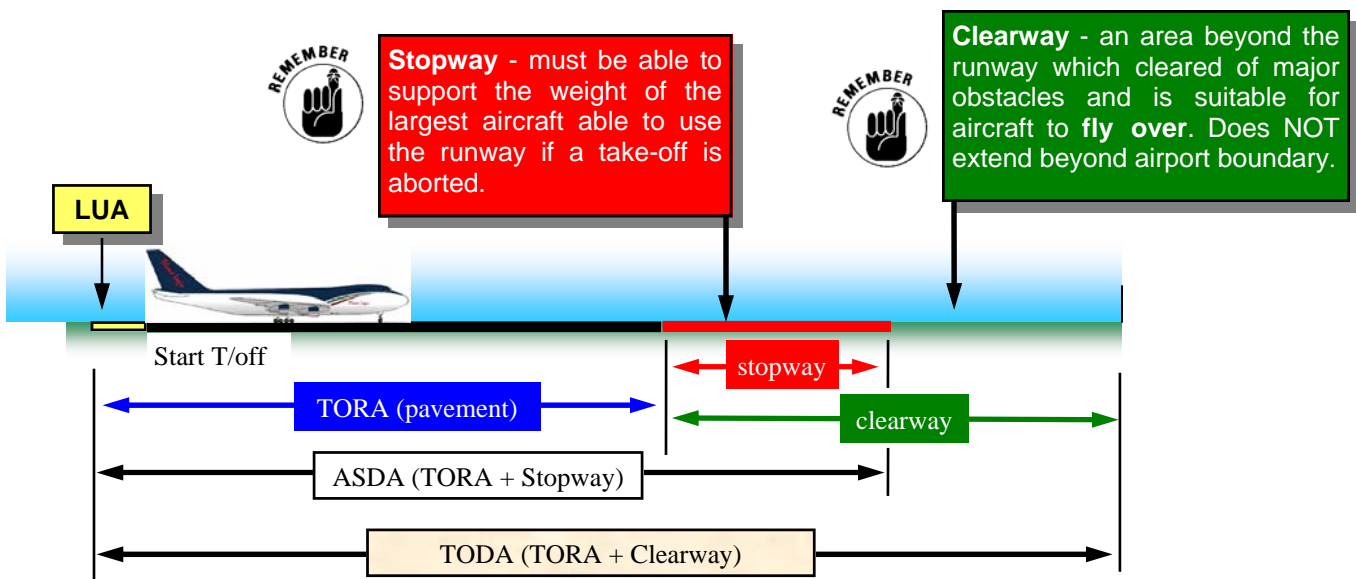 REMEMBER
Stopway - must be able to
support the weight of the
largest aircraft able to use
the runway if a take-off is
aborted.
REMEMBER
Clearway - an area beyond the
runway which cleared of major
obstacles and is suitable for
aircraft to fly over. Does NOT
extend beyond airport boundary.
LUA
Start T/off
stopway
TORA (pavement)
clearway
ASDA (TORA + Stopway)
TODA (TORA + Clearway)